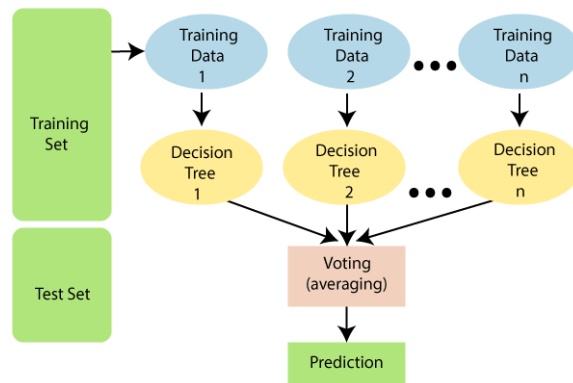 Training
Set
Training
Data
1
Training
Data
2
Training
Data
n
Decision
Tree
1
Decision
Tree
2
Decision
Tree
n
Test Set
Voting
(averaging)
Prediction